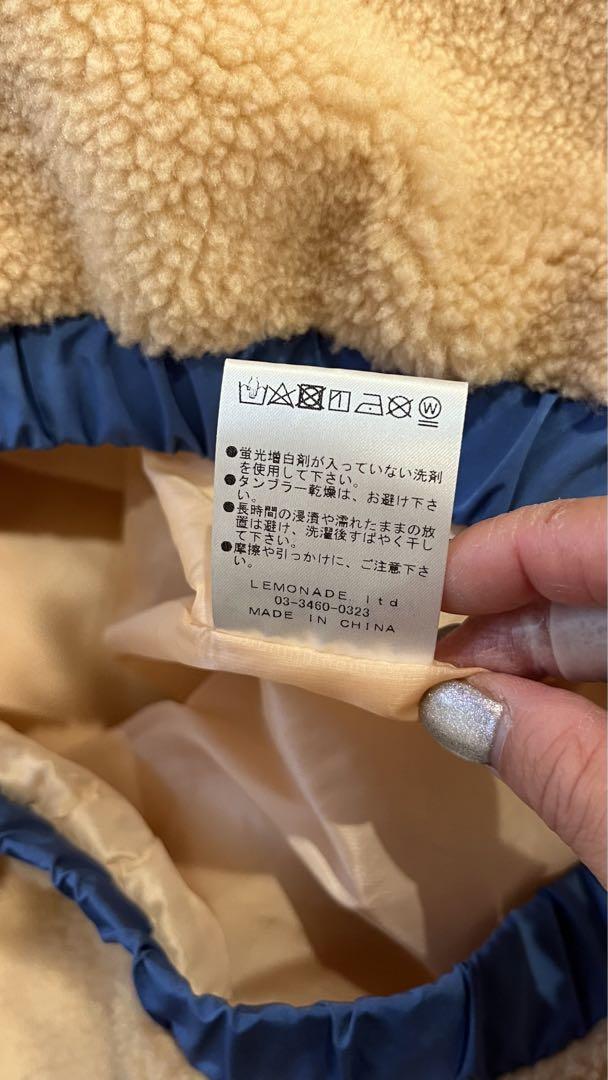 ●蛍光増白剤が入っていない洗剤
を使用して下さい。
●タンブラー乾燥は、お避け下さ
い。
●長時間の浸漬や濡れたままの放
置は避け、洗濯後すばやく干し
て下さい。
●摩擦や引っかけに、ご注意下さ
い。
LEMONADE. ltd
03-3460-0323
MADE IN CHINA